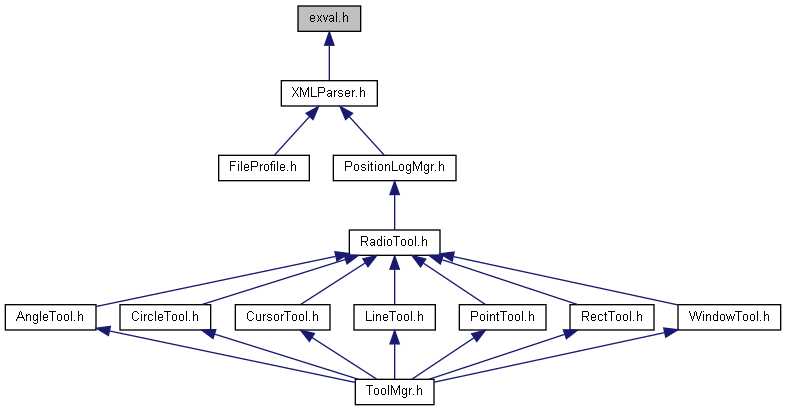 exval.h
XMLParser.h
FileProfile.h
PositionLogMgr.h
RadioTool.h
AngleTool.h
CircleTool.h
CursorTool.h
LineTool.h
PointTool.h
RectTool.h
WindowTool.h
ToolMgr.h